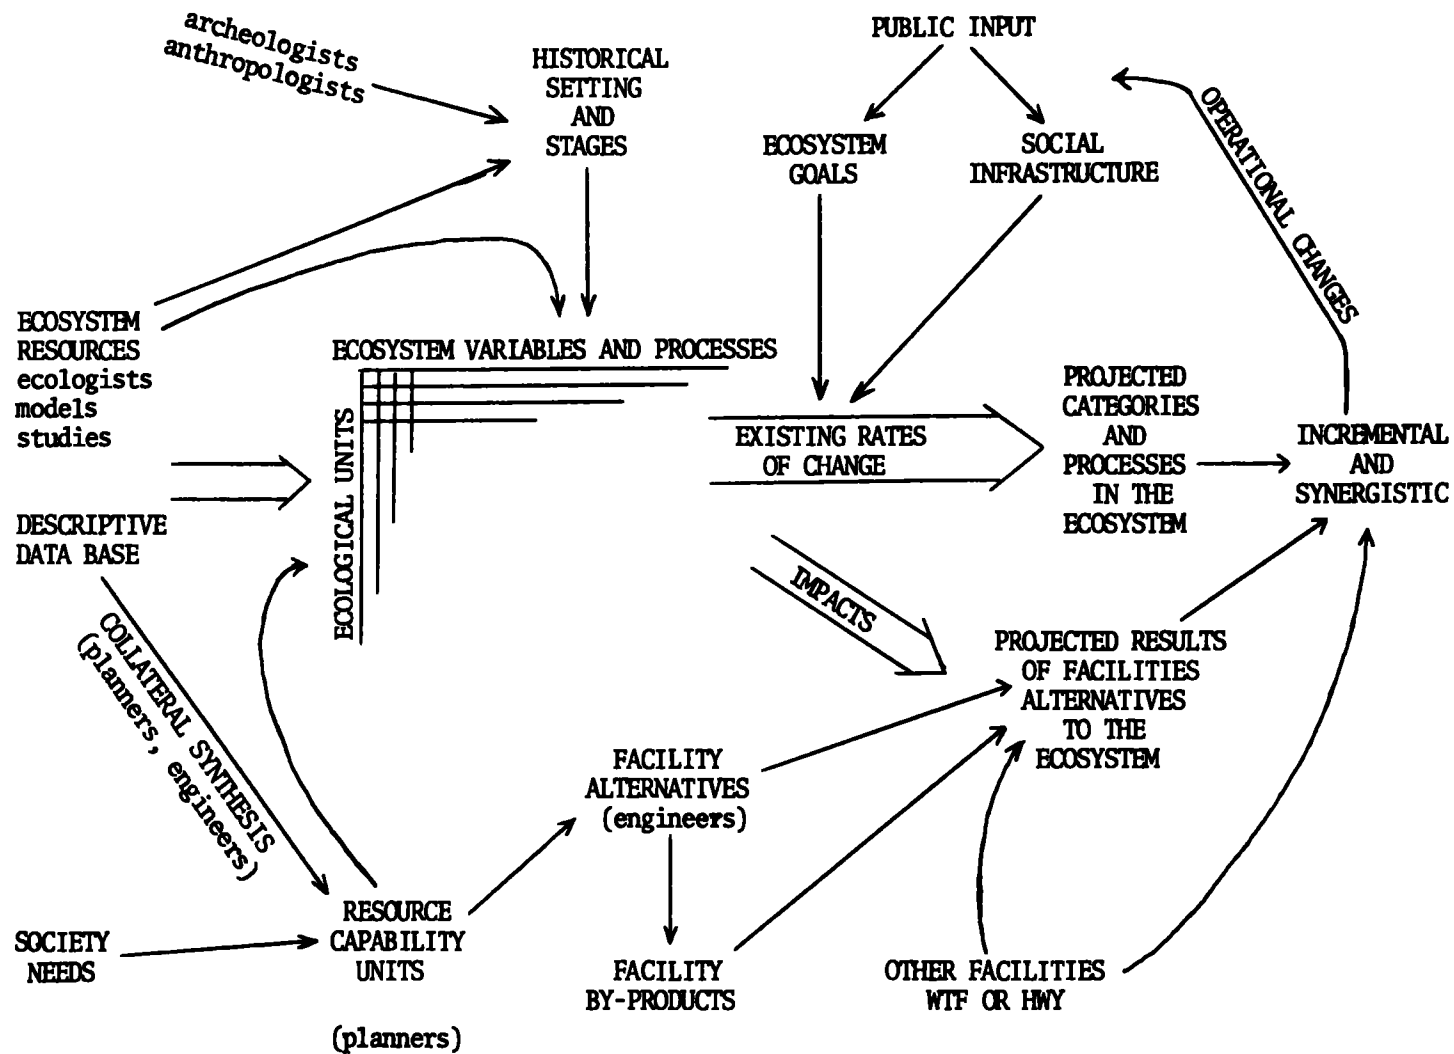 archeologists
anthropologists
HISTORICAL
SETTING
AND
STAGES
PUBLIC INPUT
ECOSYSTEM
GOALS
SOCIAL
INFRASTRUCTURE
OPERATIONAL CHANGES
ECOSYSTEM
RESOURCES
ecologists
models
studies
DESCRIPTIVE
DATA BASE
ECOSYSTEM VARIABLES AND PROCESSES
ECOLOGICAL UNITS
EXISTING RATES
OF CHANGE
PROJECTED
CATEGORIES
AND
PROCESSES
IN THE
ECOSYSTEM
INCREMENTAL
AND
SYNERGISTIC
IMPACTS
COLLATERAL SYNTHESIS
(planners, engineers)
PROJECTED RESULTS
OF FACILITIES
ALTERNATIVES
TO THE
ECOSYSTEM
FACILITY
ALTERNATIVES
(engineers)
SOCIETY
NEEDS
RESOURCE
CAPABILITY
UNITS
(planners)
FACILITY
BY-PRODUCTS
OTHER FACILITIES
WTF OR HWY